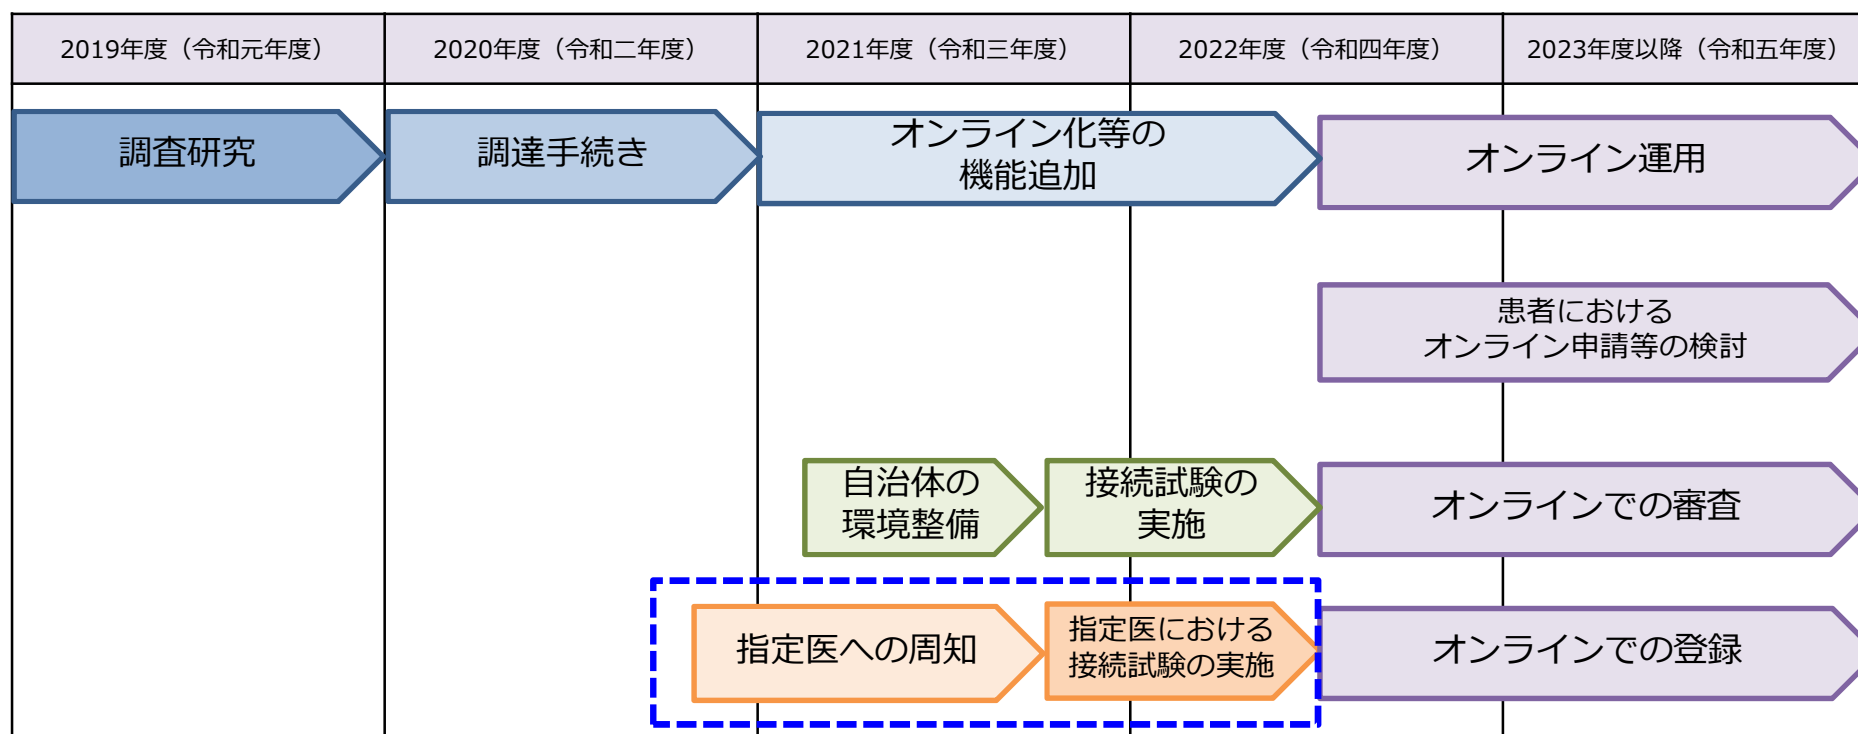 2019年度（令和元年度）
2020年度（令和二年度）
2021年度（令和三年度）
2022年度（令和四年度）
2023年度以降（令和五年度）
調査研究
調達手続き
オンライン化等の
機能追加
オンライン運用
患者における
オンライン申請等の検討
自治体の
環境整備
接続試験の
実施
オンラインでの審査
指定医への周知
指定医における
接続試験の実施
オンラインでの登録